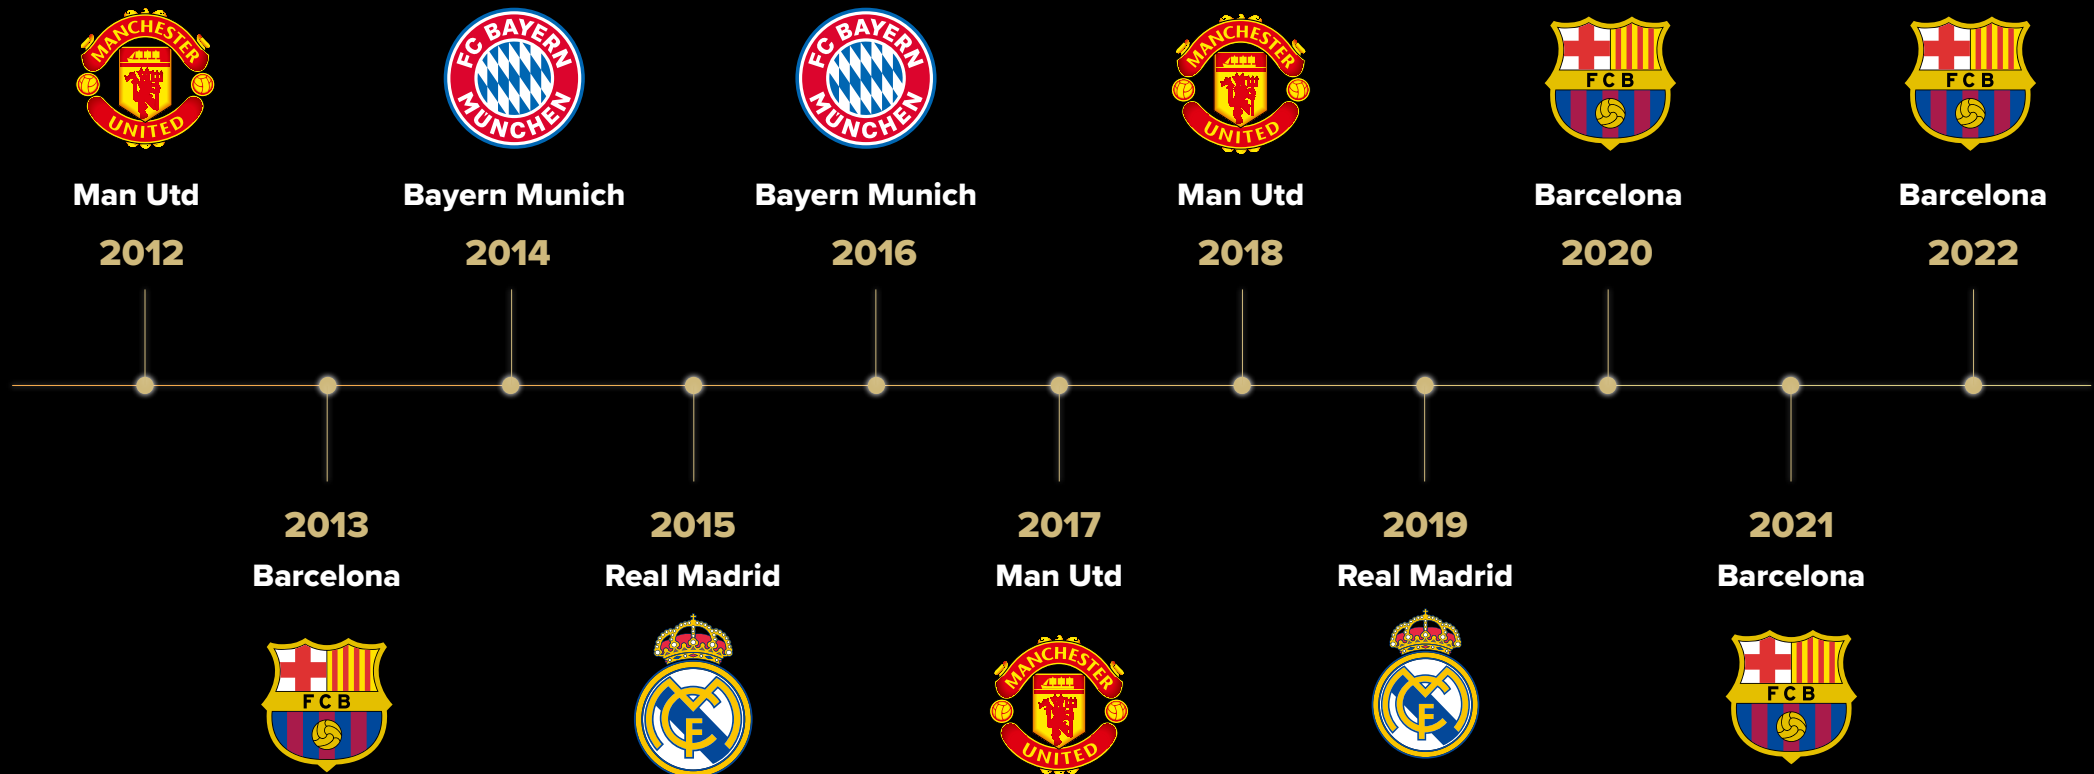 MANCHESTER
UNITED
Man Utd
2012
FC BAYERN
MÜNCHEN
Bayern Munich
2014
FC BAYERN
MÜNCHEN
Bayern Munich
2016
MANCHESTER
UNITED
Man Utd
2018
FCB
Barcelona
2020
FCB
Barcelona
2022
2013
Barcelona
FCB
2015
Real Madrid
2017
Man Utd
MANCHESTER
UNITED
2019
Real Madrid
2021
Barcelona
FCB